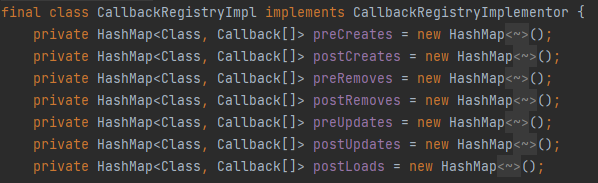 final class CallbackRegistryImpl implements CallbackRegistryImplementor {
private HashMap<Class, Callback[]> preCreates = new HashMap<~>();
private HashMap<Class, Callback[]> postCreates = new HashMap<~>();
private HashMap<Class, Callback[]> preRemoves = new HashMap<~>();
private HashMap<Class, Callback[]> postRemoves = new HashMap<~>();
private HashMap<Class, Callback[]> preUpdates = new HashMap<~>();
private HashMap<Class, Callback[]> postUpdates = new HashMap<~>();
private HashMap<Class, Callback[]> postLoads = new HashMap<~>();